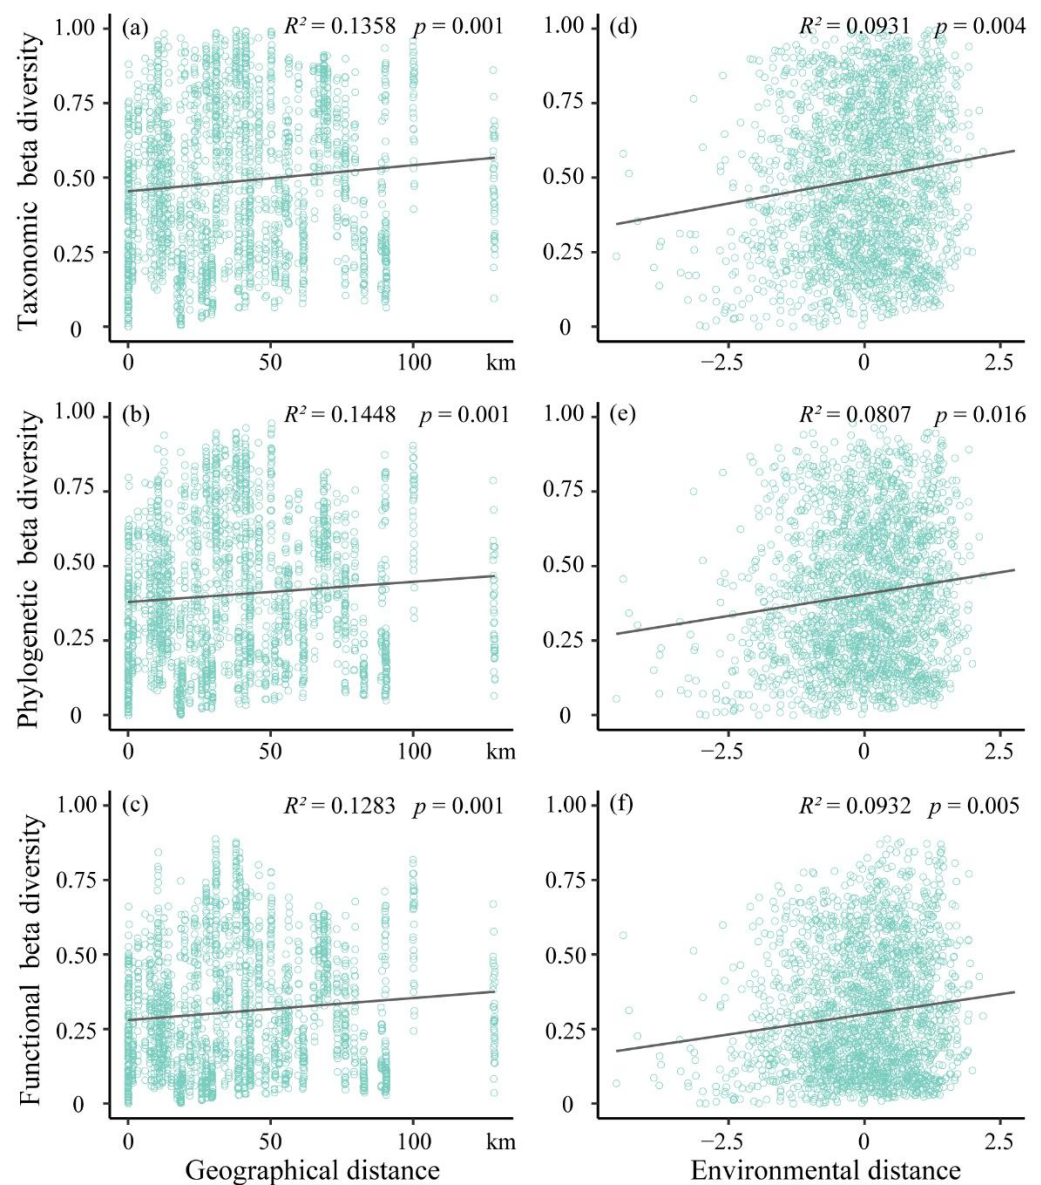 (a) R² = 0.1358 p = 0.001
Taxonomic beta diversity
1.00
0.75
0.50
0.25
0
0 50 100 km
(d) R² = 0.0931 p = 0.004
1.00
0.75
0.50
0.25
0
−2.5 0 2.5
(b) R² = 0.1448 p = 0.001
Phylogenetic beta diversity
1.00
0.75
0.50
0.25
0
0 50 100 km
(e) R² = 0.0807 p = 0.016
1.00
0.75
0.50
0.25
0
−2.5 0 2.5
(c) R² = 0.1283 p = 0.001
Functional beta diversity
1.00
0.75
0.50
0.25
0
0 50 100 km
Geographical distance
(f) R² = 0.0932 p = 0.005
1.00
0.75
0.50
0.25
0
−2.5 0 2.5
Environmental distance